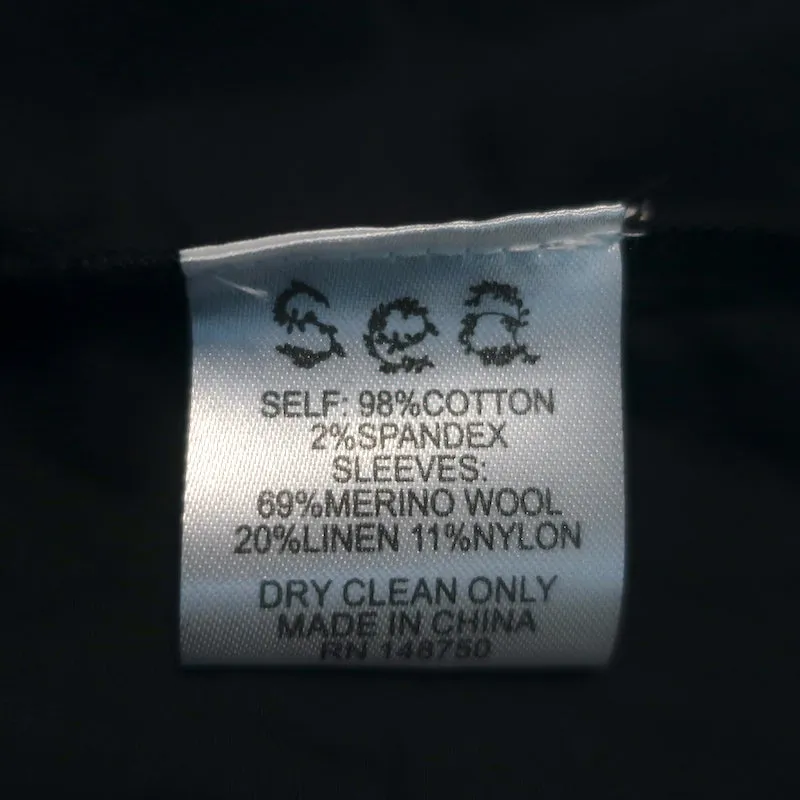 Sea
SELF: 98%COTTON
2%SPANDEX
SLEEVES:
69%MERINO WOOL
20%LINEN 11%NYLON
DRY CLEAN ONLY
MADE IN CHINA
RN 148750